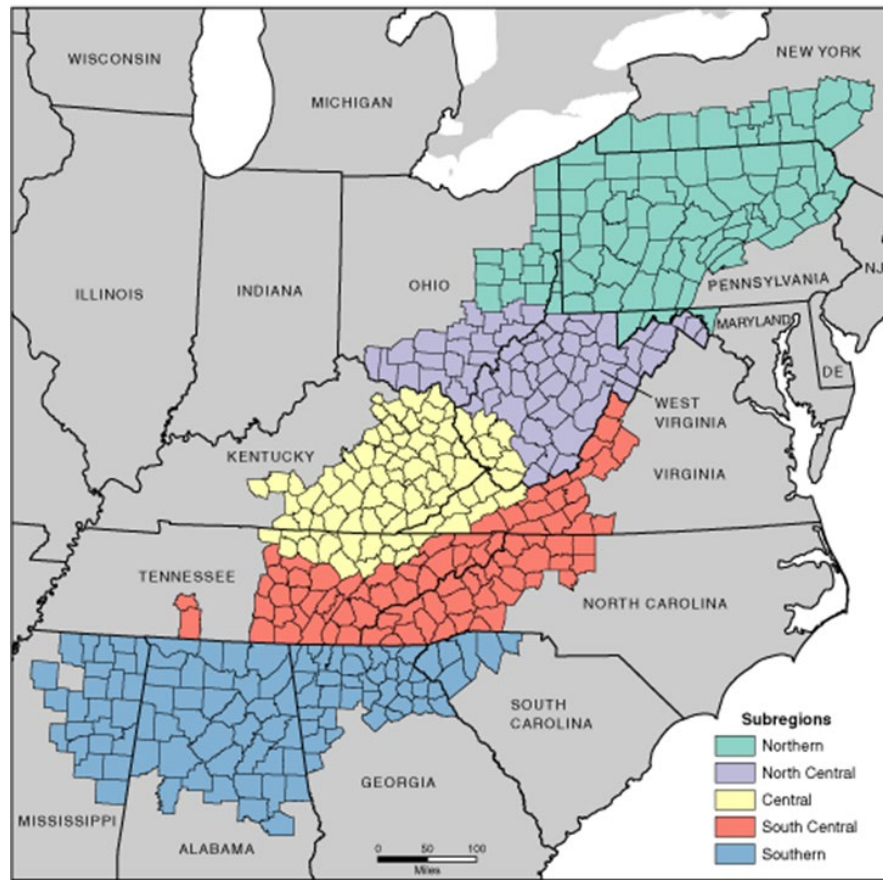 WISCONSIN
MICHIGAN
NEW YORK
ILLINOIS
INDIANA
OHIO
PENNSYLVANIA
NJ
MARYLAND
DE
WEST
VIRGINIA
KENTUCKY
VIRGINIA
TENNESSEE
NORTH CAROLINA
SOUTH
CAROLINA
GEORGIA
MISSISSIPPI
ALABAMA
0 50 100
Miles
Subregions
Northern
North Central
Central
South Central
Southern